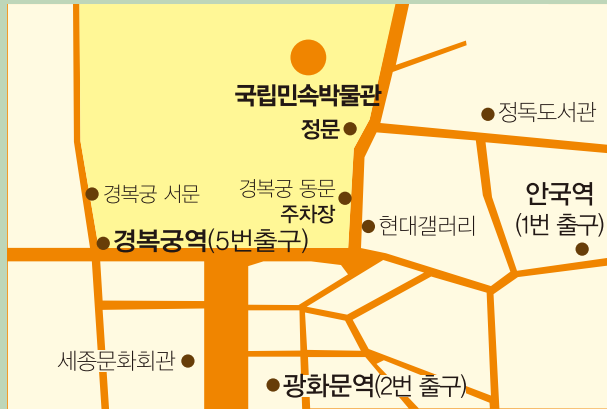 국립민속박물관
정문
정독도서관
경복궁 서문
경복궁 동문
주차장
안국역
(1번 출구)
현대갤러리
경복궁역(5번출구)
세종문화회관
광화문역(2번 출구)